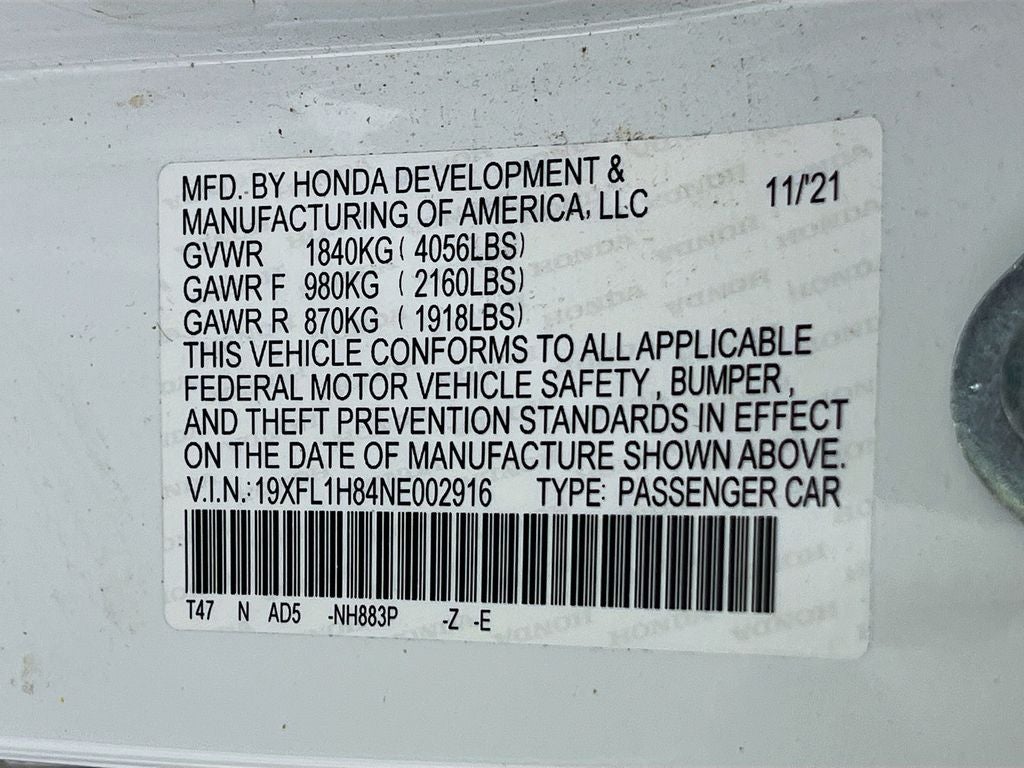 MFD. BY HONDA DEVELOPMENT &
MANUFACTURING OF AMERICA, LLC
11/'21
GVWR 1840KG ( 4056LBS)
GAWR F 980KG ( 2160LBS)
GAWR R 870KG ( 1918LBS)
THIS VEHICLE CONFORMS TO ALL APPLICABLE
FEDERAL MOTOR VEHICLE SAFETY , BUMPER ,
AND THEFT PREVENTION STANDARDS IN EFFECT
ON THE DATE OF MANUFACTURE SHOWN ABOVE.
V.I.N.: 19XFL1H84NE002916 TYPE: PASSENGER CAR
T47 N AD5 -NH883P -Z -E